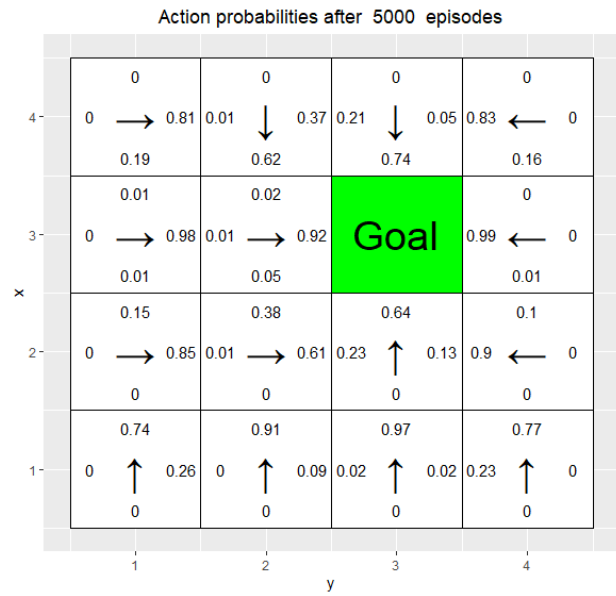 Action probabilities after 5000 episodes
0 0 0 0
4 0 0.81 0.01 0.37 0.21 0.05 0.83 0
0.19 0.62 0.74 0.16
0.01 0.02 0
3 0 0.98 0.01 0.92 Goal 0.99 0
0.01 0.05 0.01
x
0.15 0.38 0.64 0.1
2 0 0.85 0.01 0.61 0.23 0.13 0.9 0
0 0 0 0
0.74 0.91 0.97 0.77
1 0 0.26 0 0.09 0.02 0.02 0.23 0
0 0 0 0
1 2 3 4
y